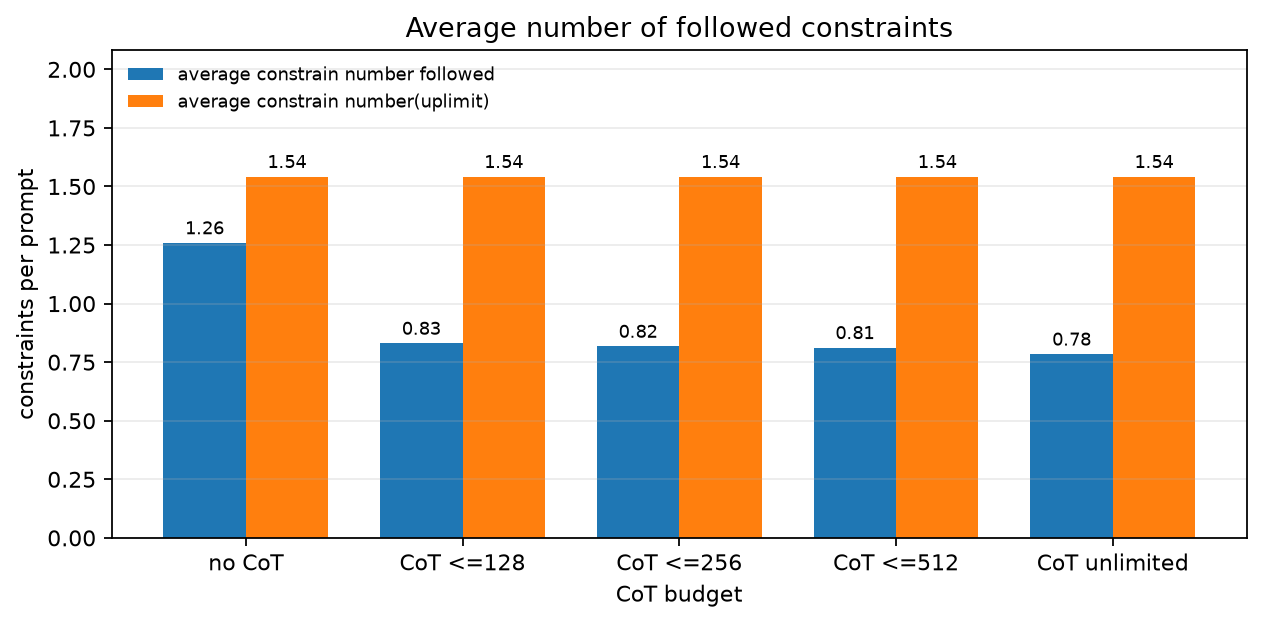 Average number of followed constraints
average constrain number followed
average constrain number(uplimit)
constraints per prompt
2.00
1.75
1.50
1.25
1.00
0.75
0.50
0.25
0.00
1.26
1.54
0.83
1.54
0.82
1.54
0.81
1.54
0.78
1.54
no CoT
CoT <=128
CoT <=256
CoT <=512
CoT unlimited
CoT budget